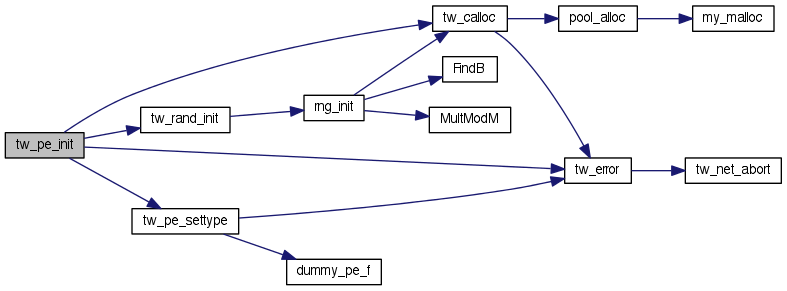 tw_calloc
pool_alloc
my_malloc
FindB
tw_rand_init
rng_init
MultModM
tw_pe_init
tw_error
tw_net_abort
tw_pe_settype
dummy_pe_f